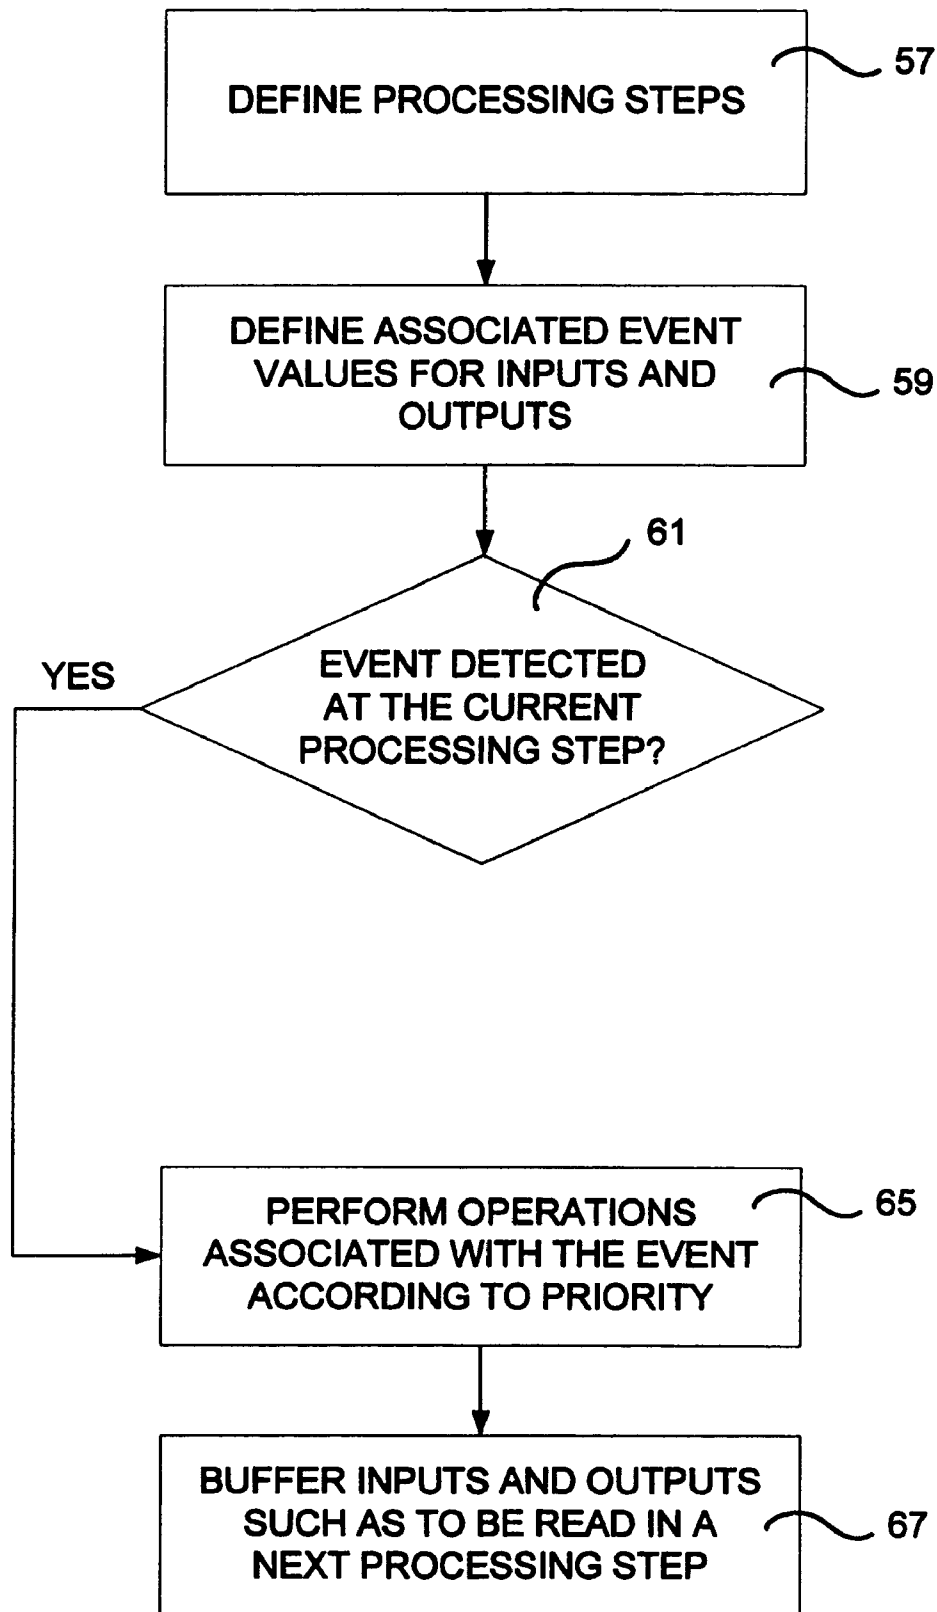 DEFINE PROCESSING STEPS
57
DEFINE ASSOCIATED EVENT
VALUES FOR INPUTS AND
OUTPUTS
59
61
YES
EVENT DETECTED
AT THE CURRENT
PROCESSING STEP?
PERFORM OPERATIONS
ASSOCIATED WITH THE EVENT
ACCORDING TO PRIORITY
65
BUFFER INPUTS AND OUTPUTS
SUCH AS TO BE READ IN A
NEXT PROCESSING STEP
67